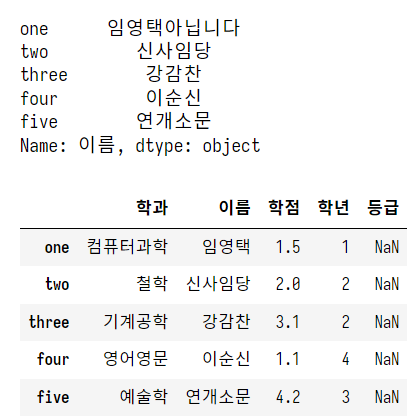 one 임영택아닙니다
two 신사임당
three 강감찬
four 이순신
five 연개소문
Name: 이름, dtype: object
학과 이름 학점 학년 등급
one 컴퓨터과학 임영택 1.5 1 NaN
two 철학 신사임당 2.0 2 NaN
three 기계공학 강감찬 3.1 2 NaN
four 영어영문 이순신 1.1 4 NaN
five 예술학 연개소문 4.2 3 NaN